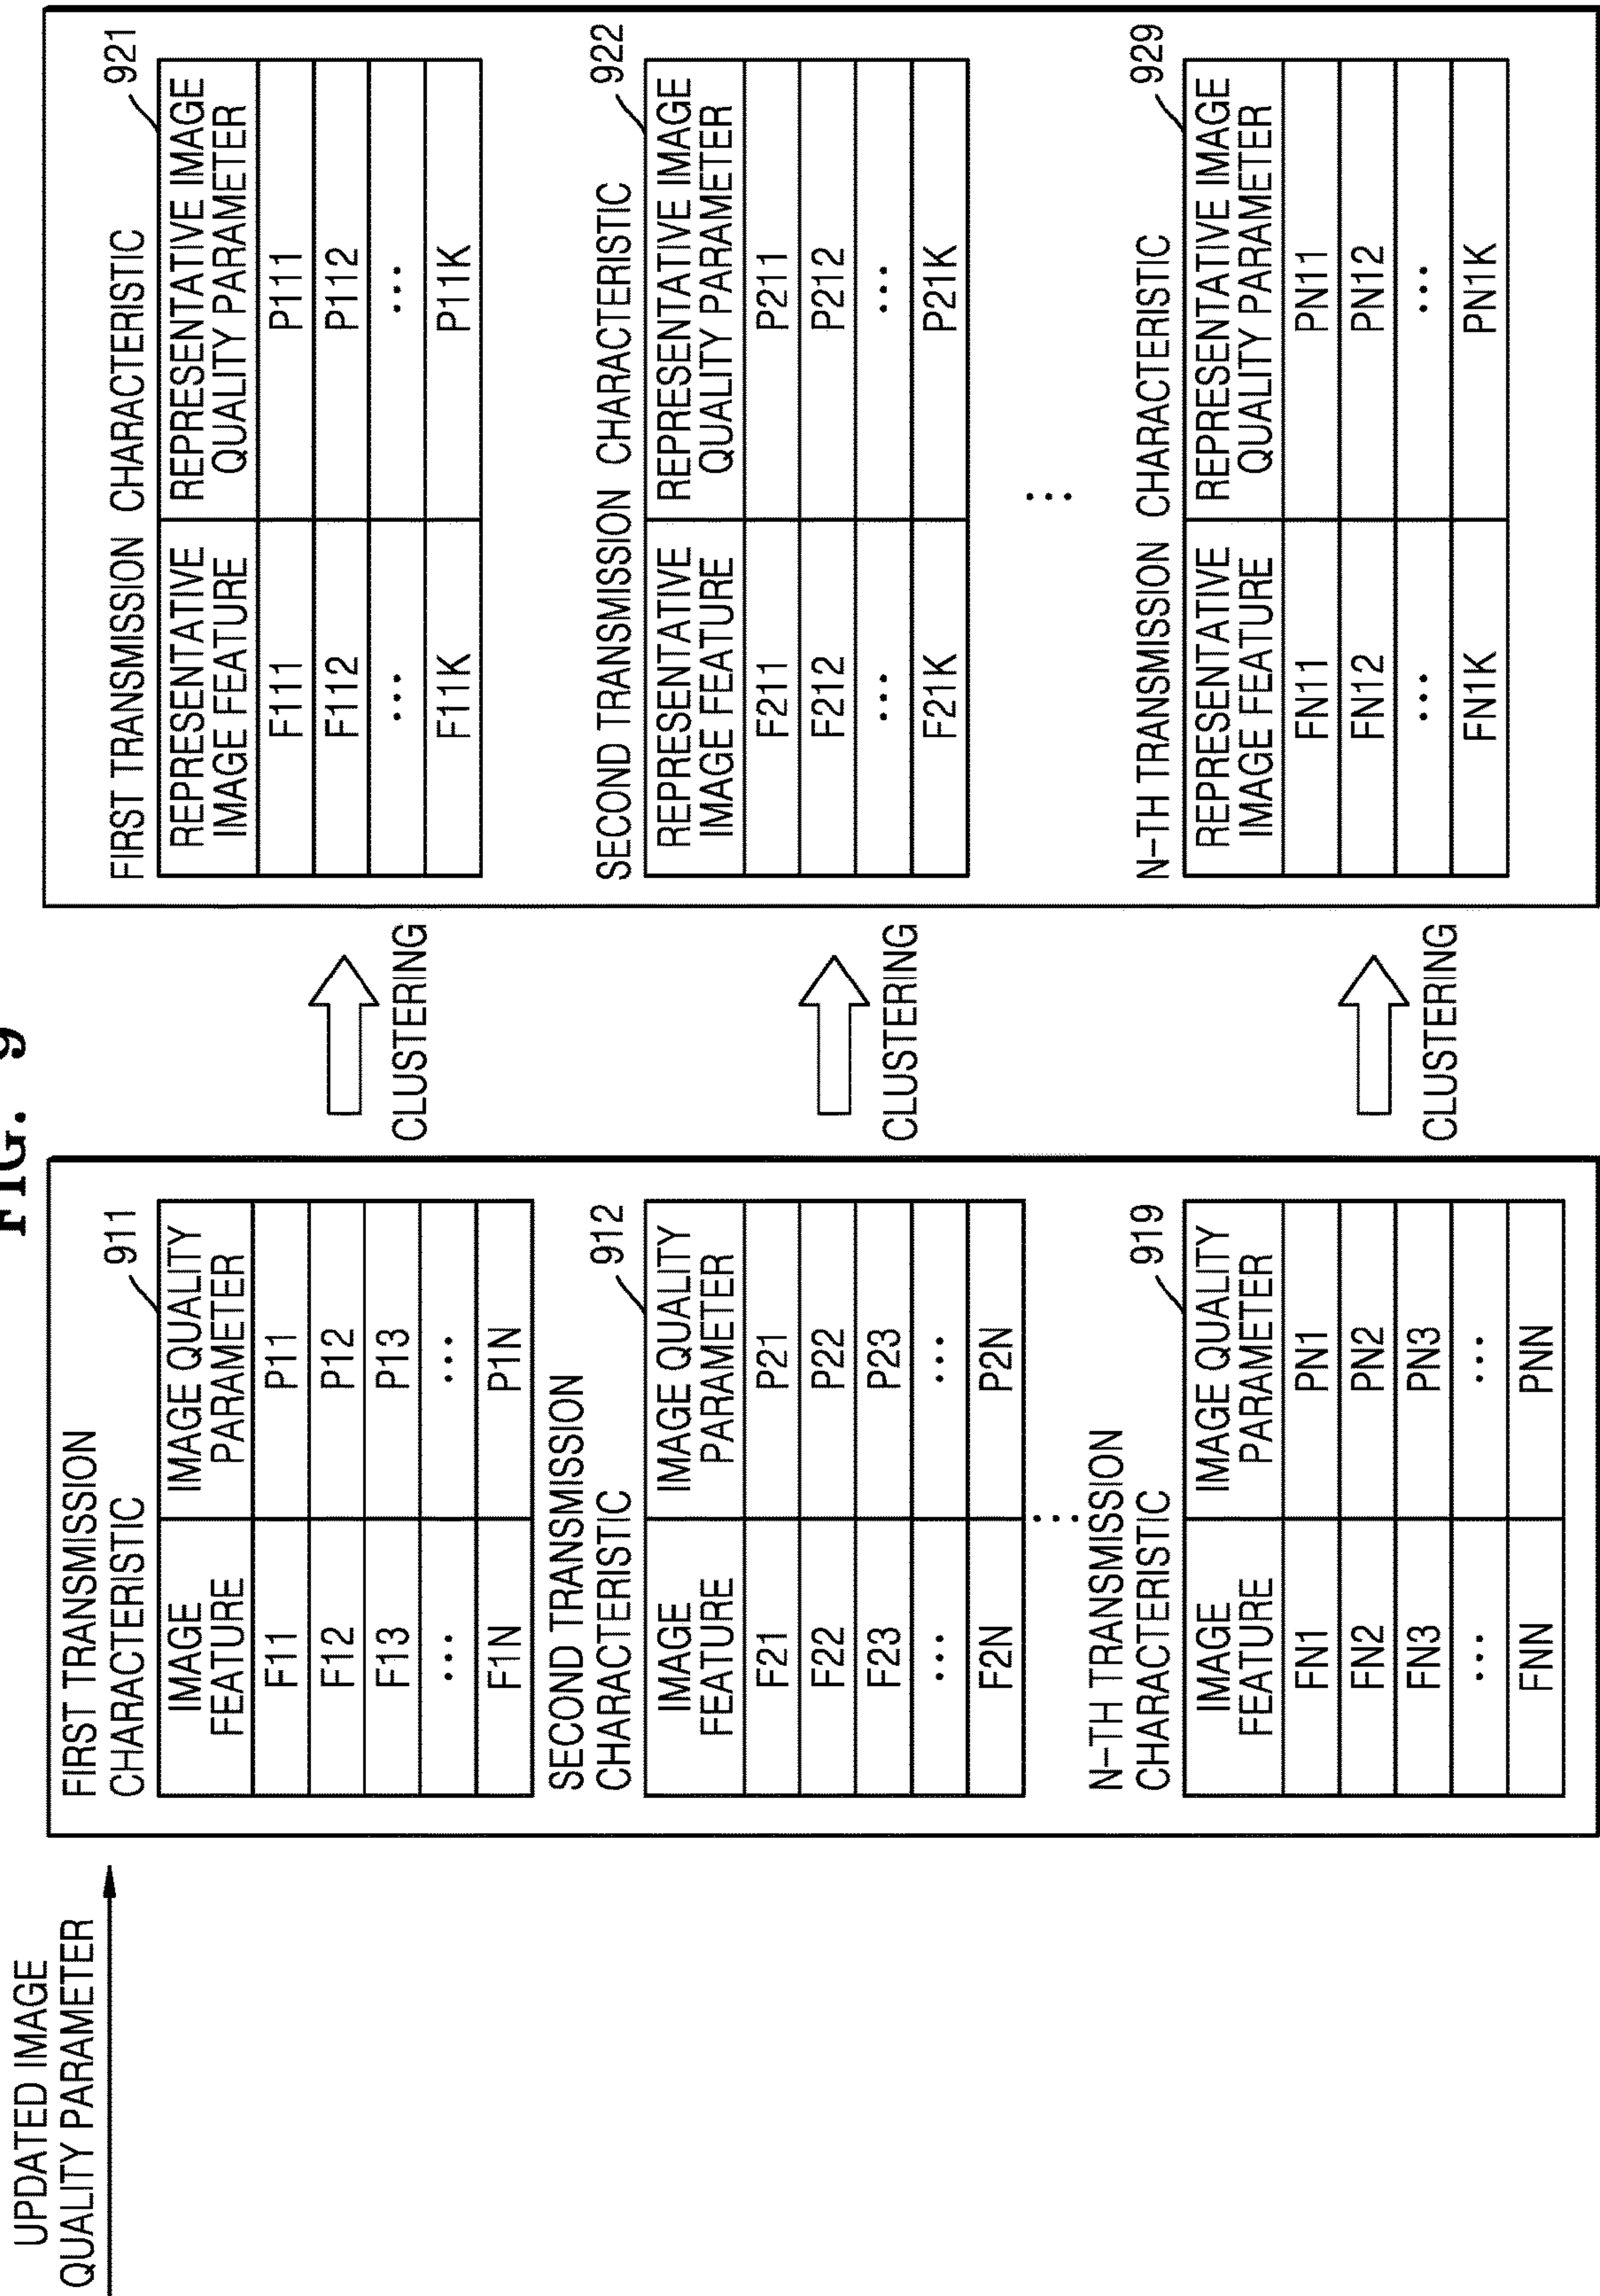 FIG. 9
UPDATED IMAGE
QUALITY PARAMETER
FIRST TRANSMISSION
CHARACTERISTIC
911
IMAGE
FEATURE
IMAGE QUALITY
PARAMETER
F11 P11
F12 P12
F13 P13
... ...
F1N P1N
SECOND TRANSMISSION
CHARACTERISTIC
912
IMAGE
FEATURE
IMAGE QUALITY
PARAMETER
F21 P21
F22 P22
F23 P23
... ...
F2N P2N
...
N-TH TRANSMISSION
CHARACTERISTIC
919
IMAGE
FEATURE
IMAGE QUALITY
PARAMETER
FN1 PN1
FN2 PN2
FN3 PN3
... ...
FNN PNN
CLUSTERING
CLUSTERING
CLUSTERING
FIRST TRANSMISSION CHARACTERISTIC
921
REPRESENTATIVE
IMAGE FEATURE
REPRESENTATIVE IMAGE
QUALITY PARAMETER
F111 P111
F112 P112
... ...
F11K P11K
SECOND TRANSMISSION CHARACTERISTIC
922
REPRESENTATIVE
IMAGE FEATURE
REPRESENTATIVE IMAGE
QUALITY PARAMETER
F211 P211
F212 P212
... ...
F21K P21K
...
N-TH TRANSMISSION CHARACTERISTIC
929
REPRESENTATIVE
IMAGE FEATURE
REPRESENTATIVE IMAGE
QUALITY PARAMETER
FN11 PN11
FN12 PN12
... ...
FN1K PN1K